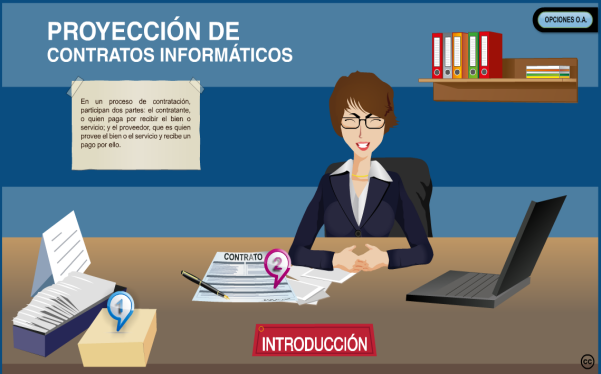 PROYECCIÓN DE
CONTRATOS INFORMÁTICOS
OPCIONES O.A.
En un proceso de contratación,
participan dos partes: el contratante,
o quien paga por recibir el bien o
servicio; y el proveedor, que es quien
provee el bien o el servicio y recibe un
pago por ello.
CONTRATO
2
1
INTRODUCCIÓN
cc